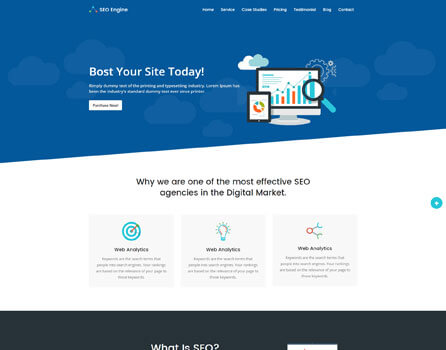 SEO Engine
Home Service Case Studies Pricing Testimonial Blog Contact
Bost Your Site Today!
Simply dummy text of the printing and typesetting industry. Lorem Ipsum has
been the industry's standard dummy text ever since printer.
Purchase Now!
Why we are one of the most effective SEO
agencies in the Digital Market.
Web Analytics
Keywords are the search terms that
people into search engines. Your rankings
are based on the relevance of your page to
those keywords.
Web Analytics
Keywords are the search terms that
people into search engines. Your rankings
are based on the relevance of your page to
those keywords.
Web Analytics
Keywords are the search terms that
people into search engines. Your rankings
are based on the relevance of your page to
those keywords.
What Is SEO?